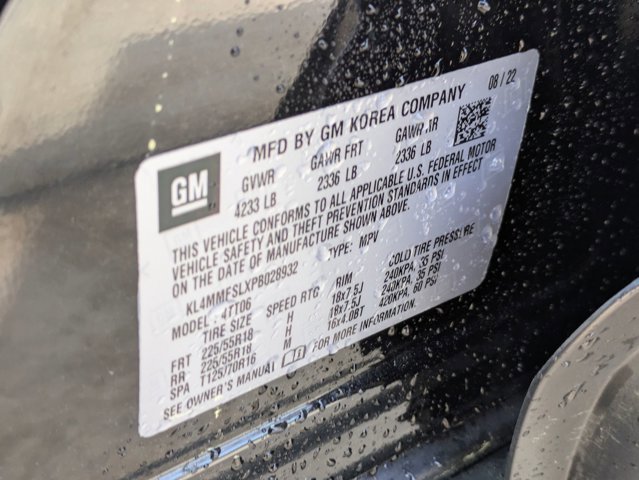 MFD BY GM KOREA COMPANY 08 / 22
GM
GVWR GAWR FRT GAWR RR
4233 LB 2336 LB 2336 LB
THIS VEHICLE CONFORMS TO ALL APPLICABLE U.S. FEDERAL MOTOR
VEHICLE SAFETY AND THEFT PREVENTION STANDARDS IN EFFECT
ON THE DATE OF MANUFACTURE SHOWN ABOVE.
KL4MMESLXPB028932 TYPE: MPV
MODEL: 4TT06
TIRE SIZE SPEED RTG RIM COLD TIRE PRESSURE
FRT 225/55R18 H 18x7.5J 240KPA, 35 PSI
RR 225/55R18 H 18x7.5J 240KPA, 35 PSI
SPA T125/70R16 M 16x4.0BT 420KPA, 60 PSI
SEE OWNER'S MANUAL FOR MORE INFORMATION.